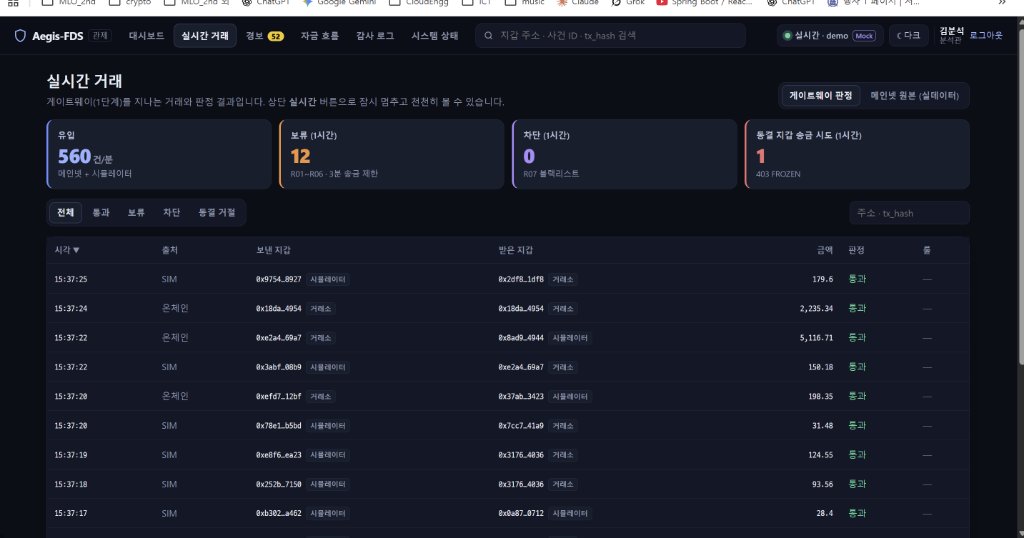 MLO_2nd crypto MLO_2nd 외 ChatGPT Google Gemini CloudEngg ICT music Claude Grok Spring Boot / Reac... ChatGPT
Aegis-FDS 관제 대시보드 실시간 거래 경보 52 자금 흐름 감사 로그 시스템 상태 지갑 주소 · 사건 ID · tx_hash 검색 실시간 · demo Mock 다크 김분석 로그아웃
분석관
실시간 거래
게이트웨이(1단계)를 지나는 거래와 판정 결과입니다. 상단 실시간 버튼으로 잠시 멈추고 천천히 볼 수 있습니다.
게이트웨이 판정 메인넷 원본 (실데이터)
유입 보류 (1시간) 차단 (1시간) 동결 지갑 송금 시도 (1시간)
560 건/분 12 0 1
메인넷 + 시뮬레이터 R01~R06 · 3분 송금 제한 R07 블랙리스트 403 FROZEN
전체 통과 보류 차단 동결 거절 주소 · tx_hash
시각 ▼ 출처 보낸 지갑 받은 지갑 금액 판정 룰
15:37:25 SIM 0x9754…8927 시뮬레이터 0x2df8…1df8 거래소 179.6 통과 —
15:37:24 온체인 0x18da…4954 거래소 0x18da…4954 거래소 2,235.34 통과 —
15:37:22 온체인 0xe2a4…69a7 거래소 0x8ad9…4944 시뮬레이터 5,116.71 통과 —
15:37:22 SIM 0x3abf…08b9 시뮬레이터 0xe2a4…69a7 거래소 150.18 통과 —
15:37:20 온체인 0xefd7…12bf 거래소 0x37ab…3423 시뮬레이터 198.35 통과 —
15:37:20 SIM 0x78e1…b5bd 시뮬레이터 0x7cc7…41a9 거래소 31.48 통과 —
15:37:19 SIM 0xe8f6…ea23 시뮬레이터 0x3176…4036 거래소 124.55 통과 —
15:37:18 SIM 0x252b…7150 시뮬레이터 0x3176…4036 거래소 93.56 통과 —
15:37:17 SIM 0xb302…a462 시뮬레이터 0x0a87…0712 시뮬레이터 28.4 통과 —